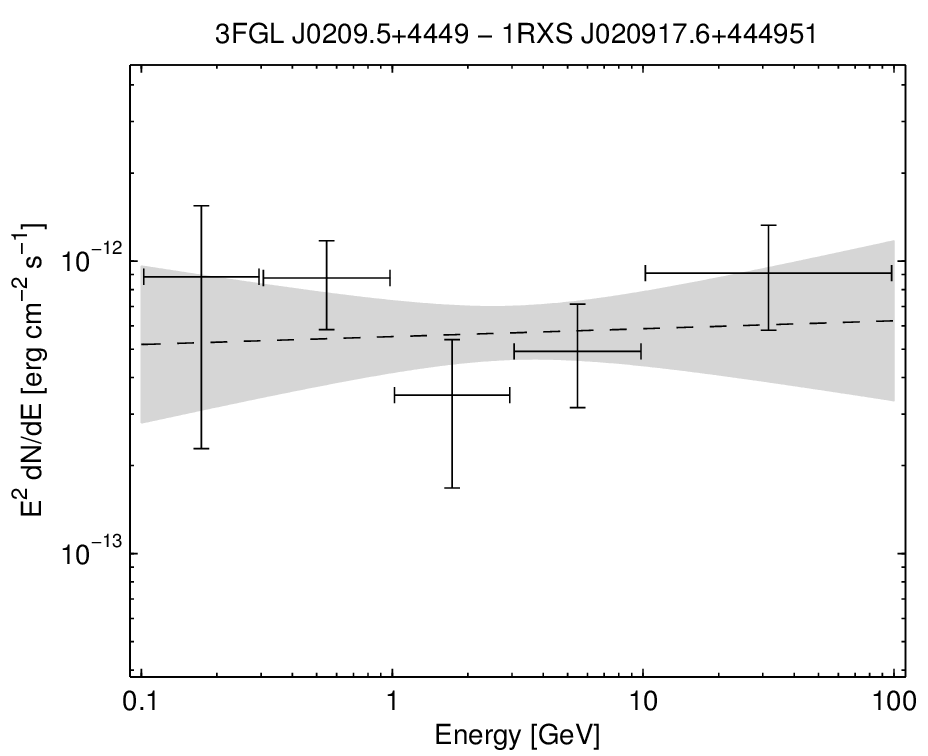 3FGL J0209.5+4449 − 1RXS J020917.6+444951
E² dN/dE [erg cm⁻² s⁻¹]
10⁻¹²
10⁻¹³
0.1 1 10 100
Energy [GeV]